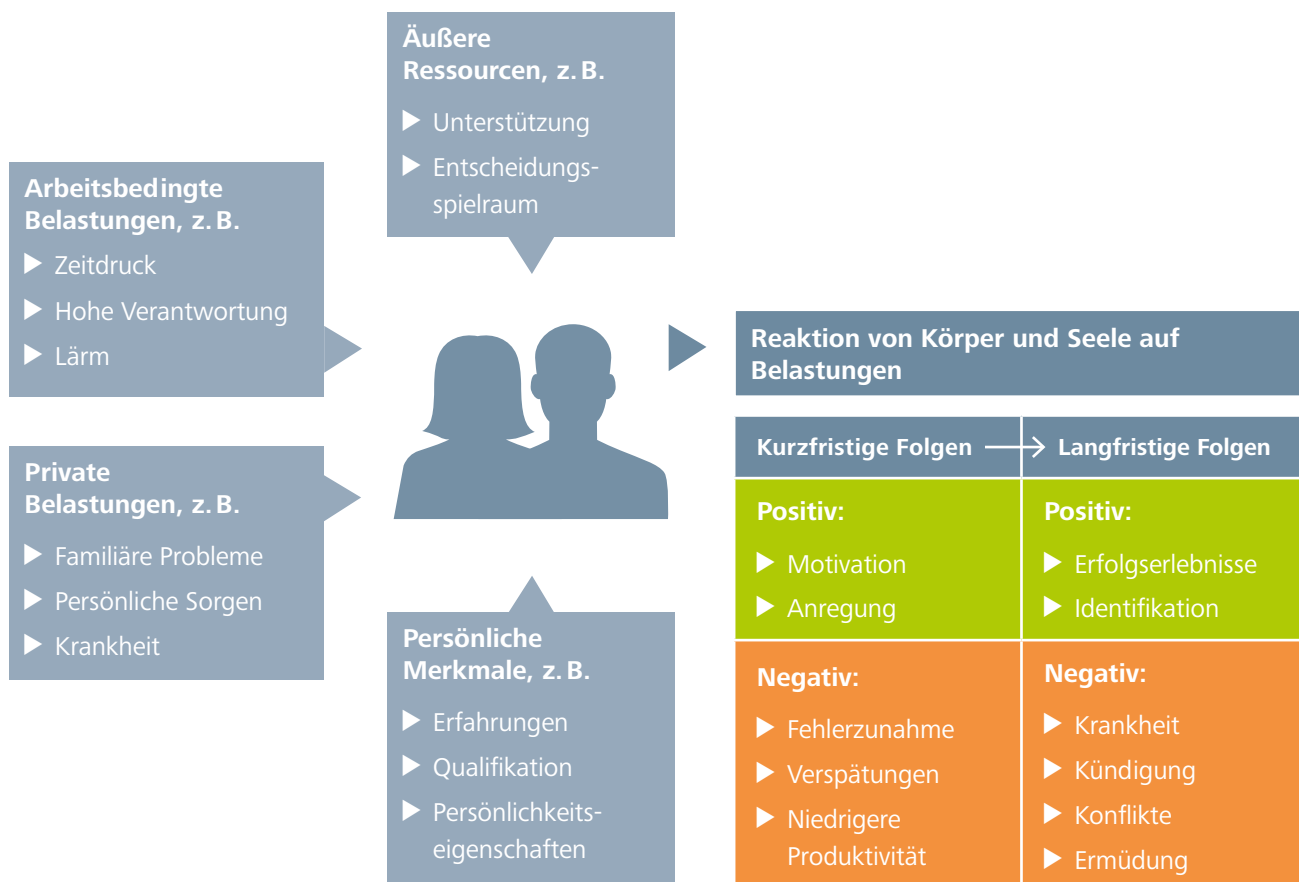 Äußere
Ressourcen, z. B.
Unterstützung
Entscheidungs-
spielraum
Arbeitsbedingte
Belastungen, z. B.
Zeitdruck
Hohe Verantwortung
Lärm
Private
Belastungen, z. B.
Familiäre Probleme
Persönliche Sorgen
Krankheit
Persönliche
Merkmale, z. B.
Erfahrungen
Qualifikation
Persönlichkeits-
eigenschaften
Reaktion von Körper und Seele auf
Belastungen
Kurzfristige Folgen
Langfristige Folgen
Positiv:
Motivation
Anregung
Positiv:
Erfolgserlebnisse
Identifikation
Negativ:
Fehlerzunahme
Verspätungen
Niedrigere
Produktivität
Negativ:
Krankheit
Kündigung
Konflikte
Ermüdung